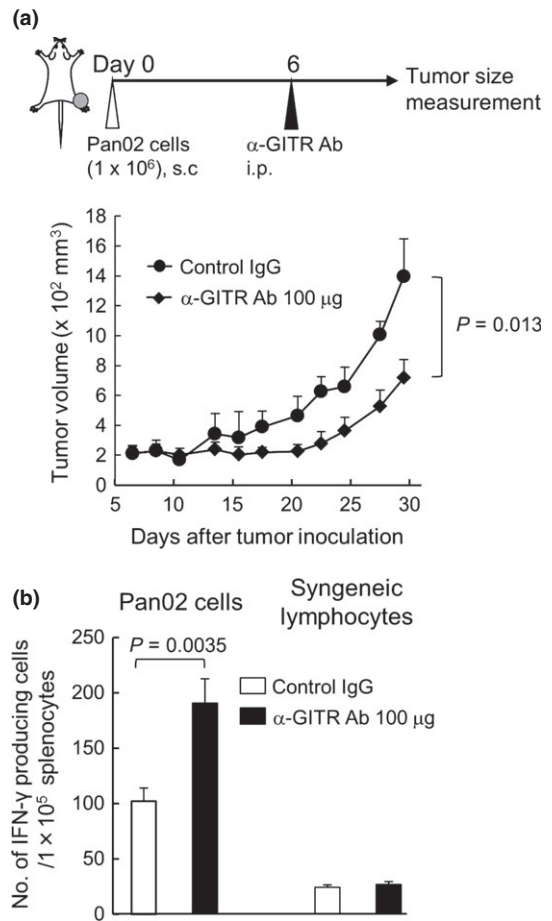 (a)
Day 0
6
Tumor size
measurement
Pan02 cells
(1 x 10⁶), s.c
α-GITR Ab
i.p.
Tumor volume (x 10² mm³)
18
16
14
12
10
8
6
4
2
0
Control IgG
α-GITR Ab 100 μg
P = 0.013
5
10
15
20
25
30
Days after tumor inoculation
(b)
Pan02 cells
Syngeneic
lymphocytes
No. of IFN-γ producing cells
/1 × 10⁵ splenocytes
250
200
150
100
50
0
P = 0.0035
Control IgG
α-GITR Ab 100 μg